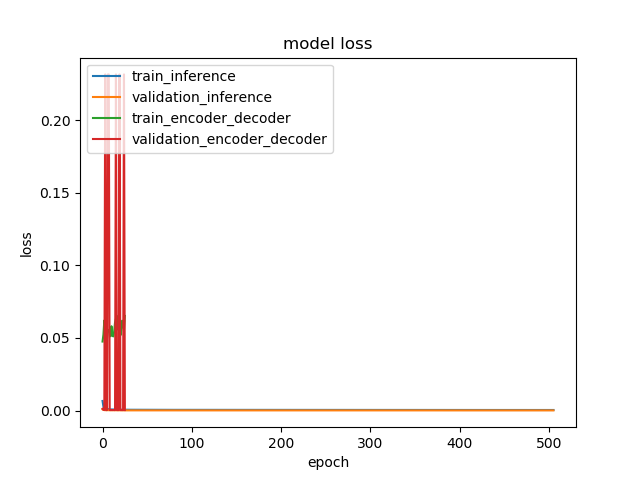 model loss
train_inference
validation_inference
train_encoder_decoder
validation_encoder_decoder
0.20
0.15
0.10
0.05
0.00
loss
0 100 200 300 400 500
epoch